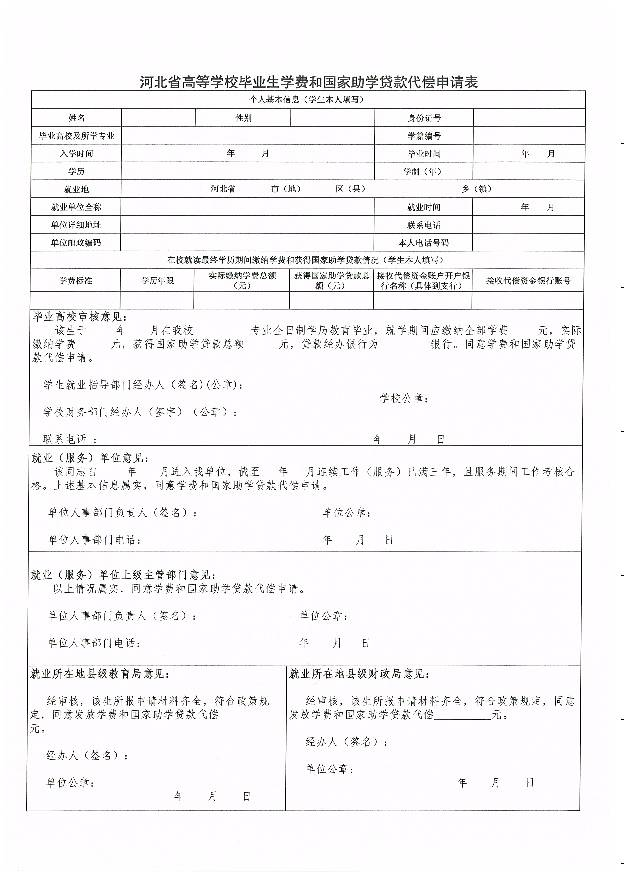 河北省高等学校毕业生学费和国家助学贷款代偿申请表
个人基本信息（学生本人填写）
姓名 性别 身份证号
毕业高校及所学专业 学籍编号
入学时间 年 月 毕业时间 年 月
学历 学制（年）
就业地 河北省 市（地） 区（县） 乡（镇）
就业单位全称 就业时间 年 月
单位详细地址 联系电话
单位邮政编码 本人电话号码
在校就读最终学历期间缴纳学费和获得国家助学贷款情况（学生本人填写）
学费标准 学历年限 实际缴纳学费总额（元） 获得国家助学贷款总额（元） 接收代偿资金账户开户银行名称（具体到支行） 接收代偿资金银行账号
毕业高校审核意见：
该生于 年 月在我校 专业全日制学历教育毕业，就学期间应缴纳全部学费 元，实际
缴纳学费 元，获得国家助学贷款总额 元，贷款经办银行为 银行。同意学费和国家助学贷
款代偿申请。
学生就业指导部门经办人（签名）(公章)：
学校公章：
学校财务部门经办人（签字）（公章）：
联系电话： 年 月 日
就业（服务）单位意见：
该同志自 年 月进入我单位，截至 年 月连续工作（服务）已满三年，且服务期间工作考核合
格。上述基本信息属实，同意学费和国家助学贷款代偿申请。
单位人事部门负责人（签名）： 单位公章：
单位人事部门电话： 年 月 日
就业（服务）单位上级主管部门意见：
以上情况属实，同意学费和国家助学贷款代偿申请。
单位人事部门负责人（签名）： 单位公章：
单位人事部门电话： 年 月 日
就业所在地县级教育局意见：
经审核，该生所报申请材料齐全，符合政策规
定，同意发放学费和国家助学贷款代偿
元。
经办人（签名）：
单位公章：
年 月 日
就业所在地县级财政局意见：
经审核，该生所报申请材料齐全，符合政策规定，同意
发放学费和国家助学贷款代偿__________元。
经办人（签名）：
单位公章：
年 月 日